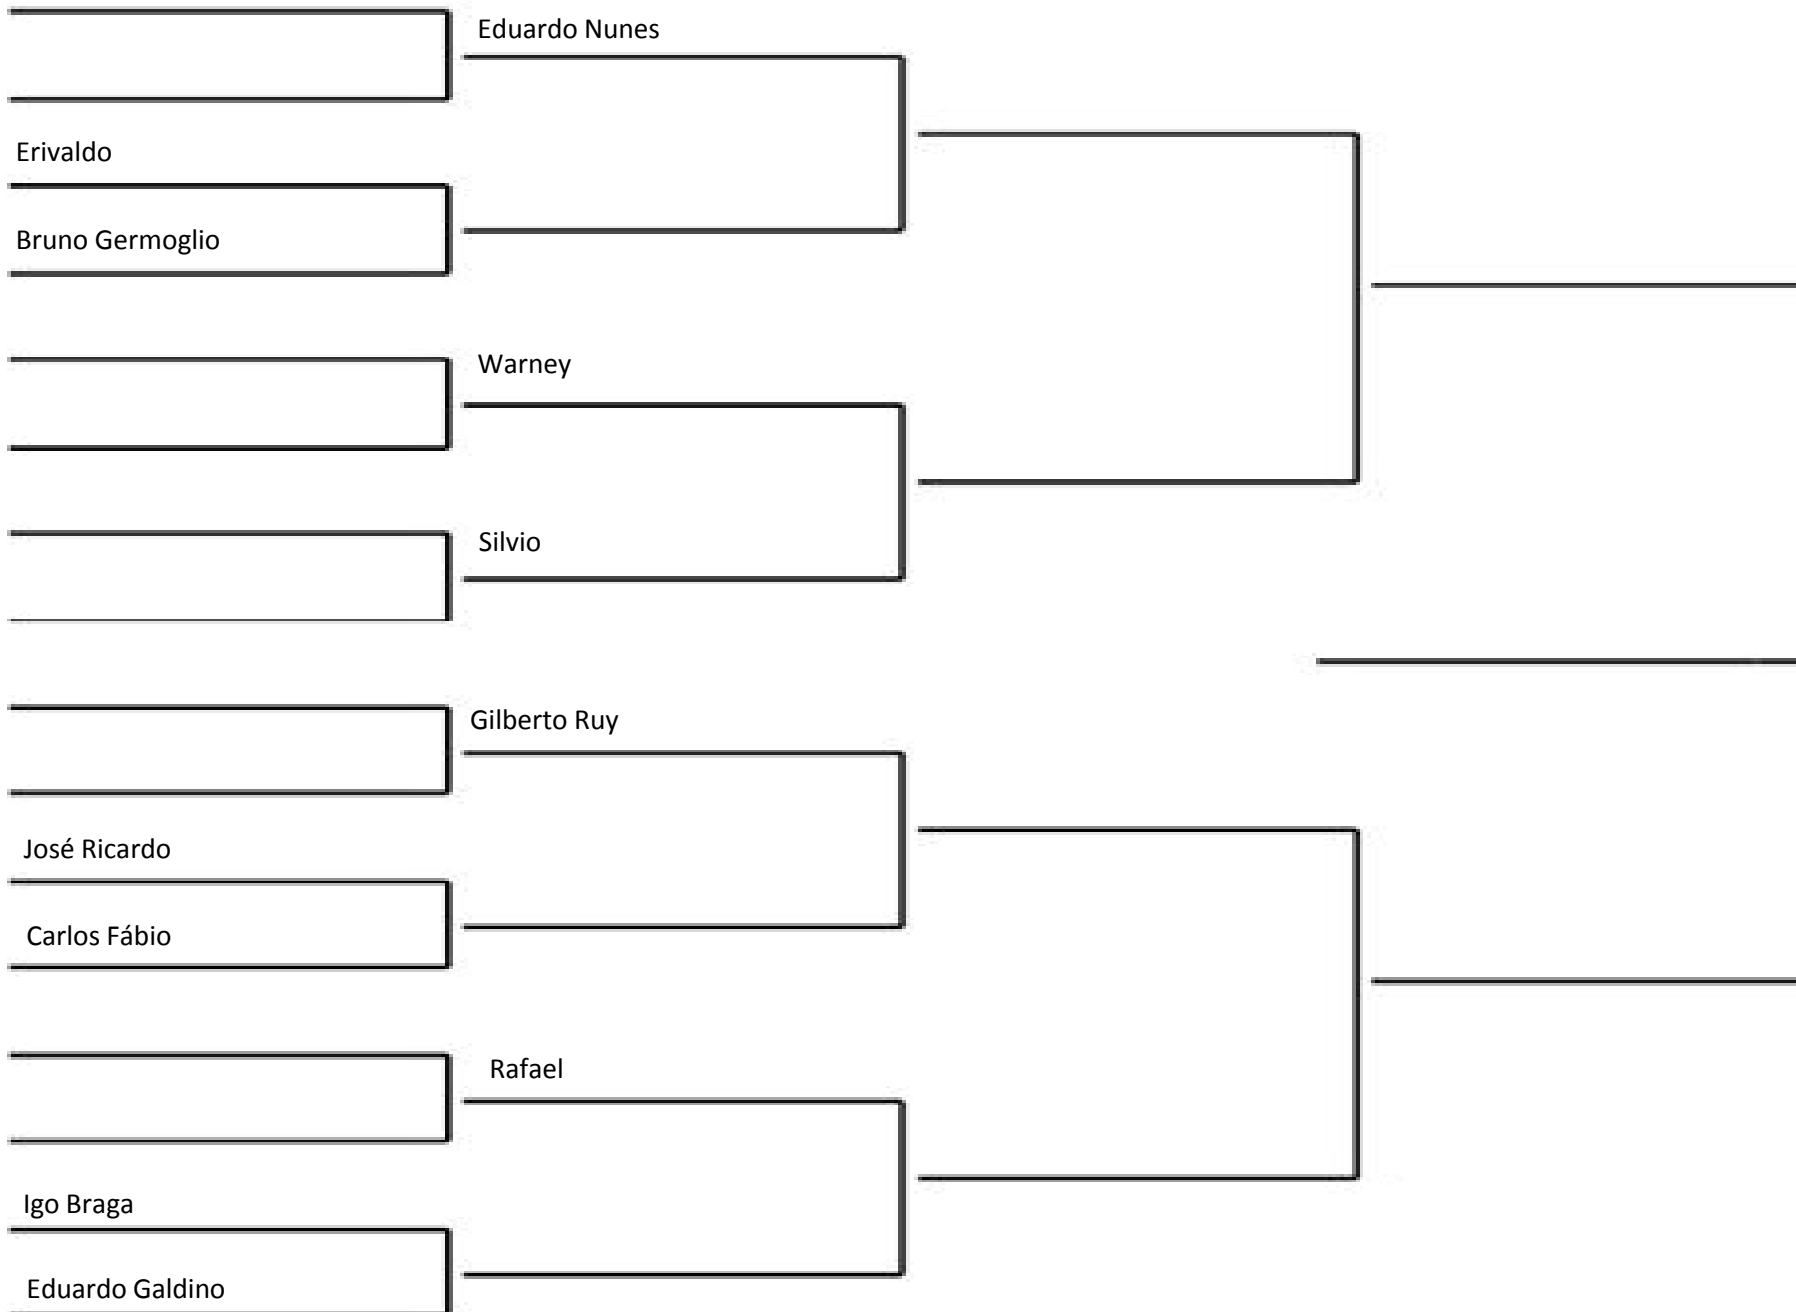 Eduardo Nunes
Erivaldo
Bruno Germoglio
Warney
Silvio
Gilberto Ruy
José Ricardo
Carlos Fábio
Rafael
Igo Braga
Eduardo Galdino